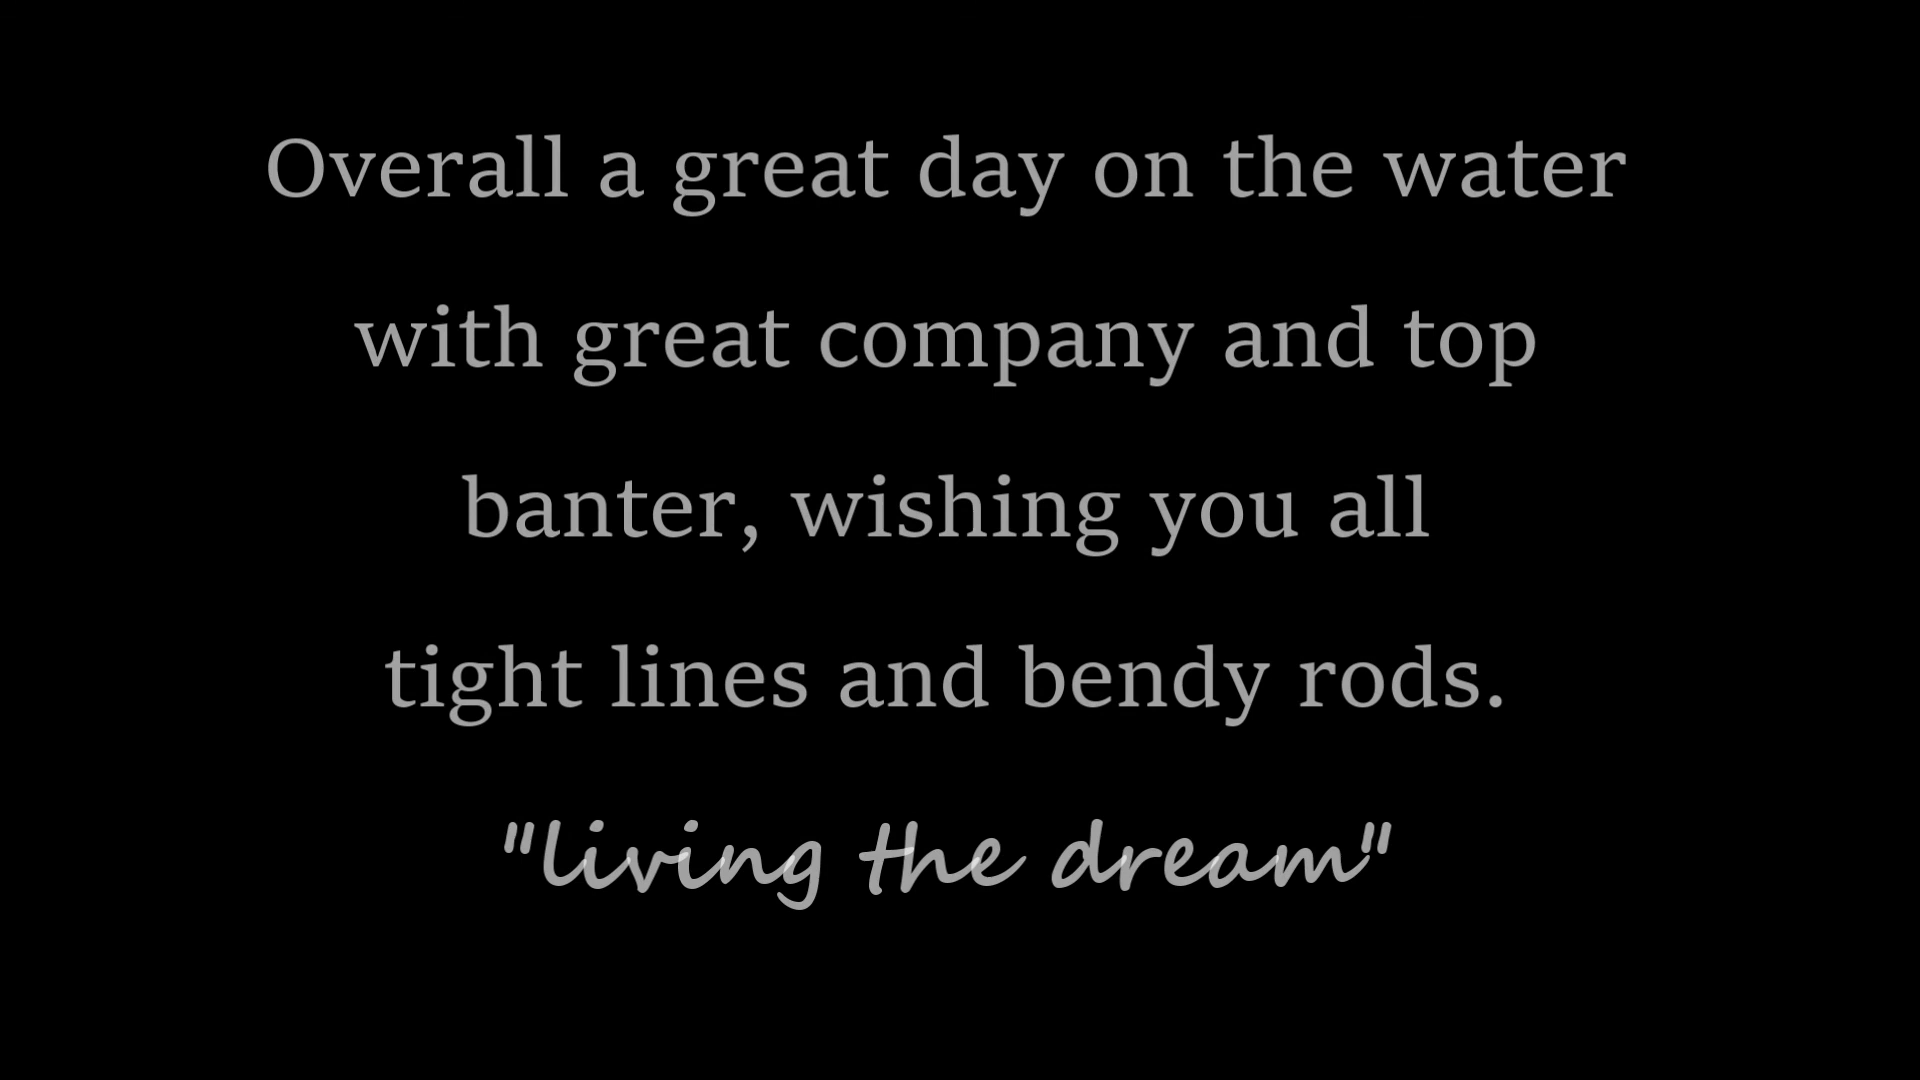 Overall a great day on the water
with great company and top
banter, wishing you all
tight lines and bendy rods.
"living the dream"